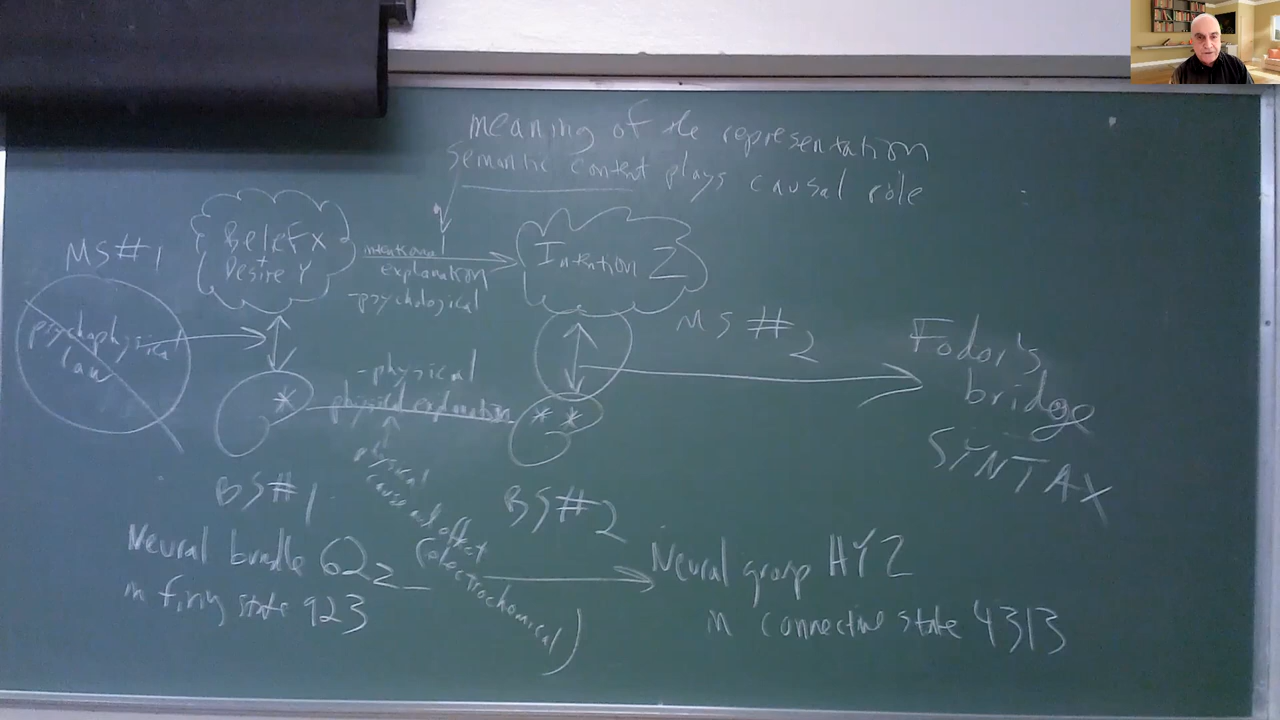 meaning of the representation
semantic content plays causal role
MS#1
Belief X
+
Desire Y
intentional
explanation
-psychological
Intention Z
MS#2
psychophysical
law
Fodor's
bridge
SYNTAX
-physical
physical explanation
*
* *
physical
cause and effect
(electrochemical)
BS#1
BS#2
Neural bundle Q2
in firing state 923
Neural group HYZ
in connective state 4313